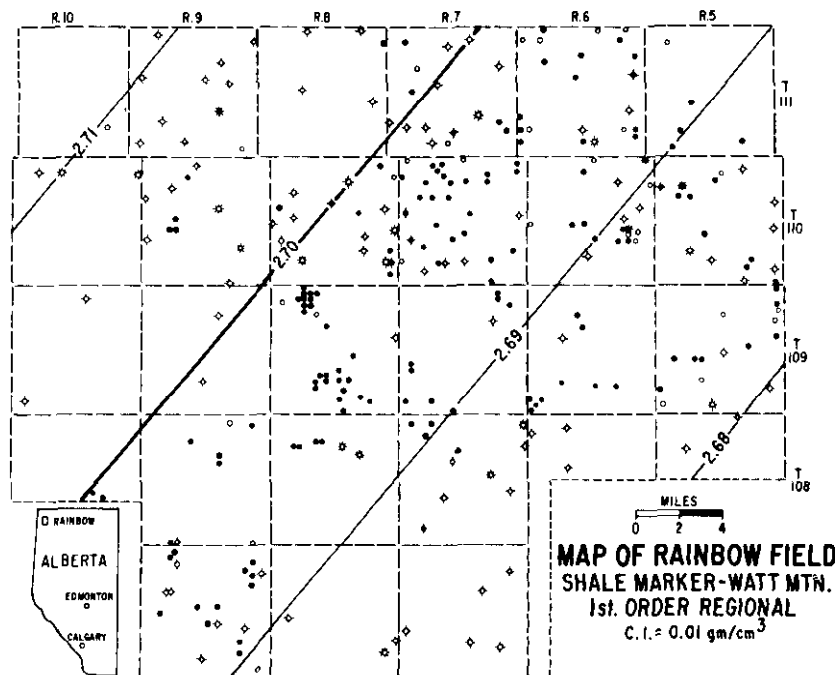 R.10 R.9 R.8 R.7 R.6 R.5
T
111
2.71
T
110
2.70
2.69
T
109
2.68
T
108
MILES
0 2 4
RAINBOW
ALBERTA
EDMONTON
CALGARY
MAP OF RAINBOW FIELD
SHALE MARKER-WATT MTN.
1st. ORDER REGIONAL
C.I.= 0.01 gm/cm³